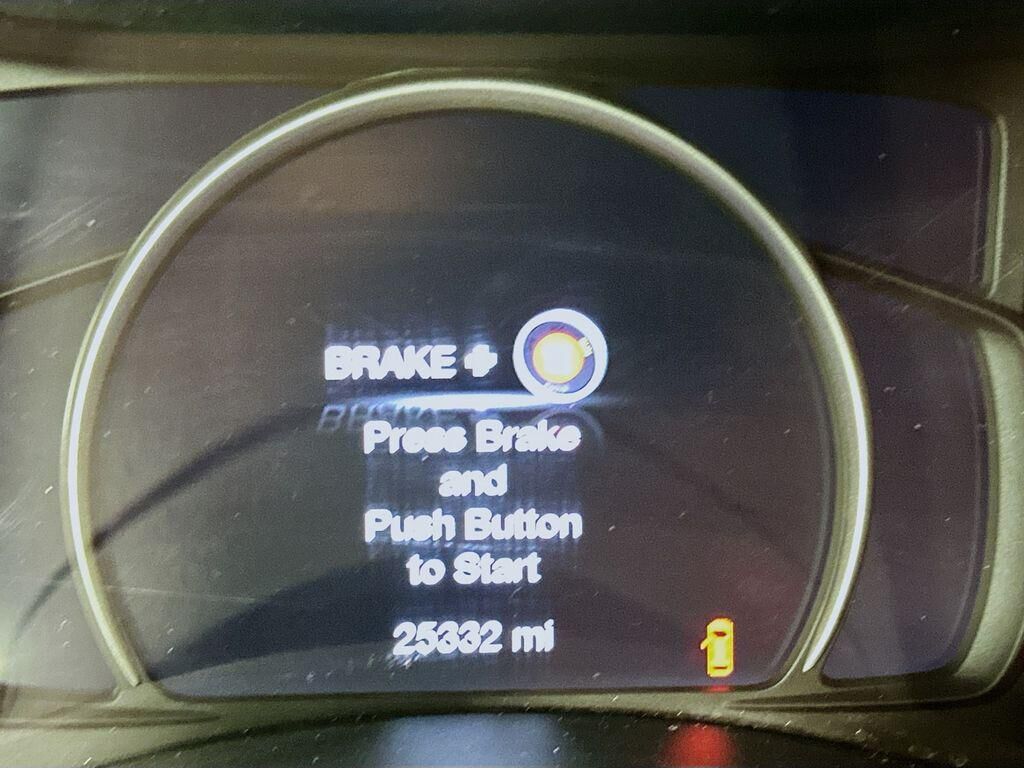 BRAKE +
Press Brake
and
Push Button
to Start
25332 mi